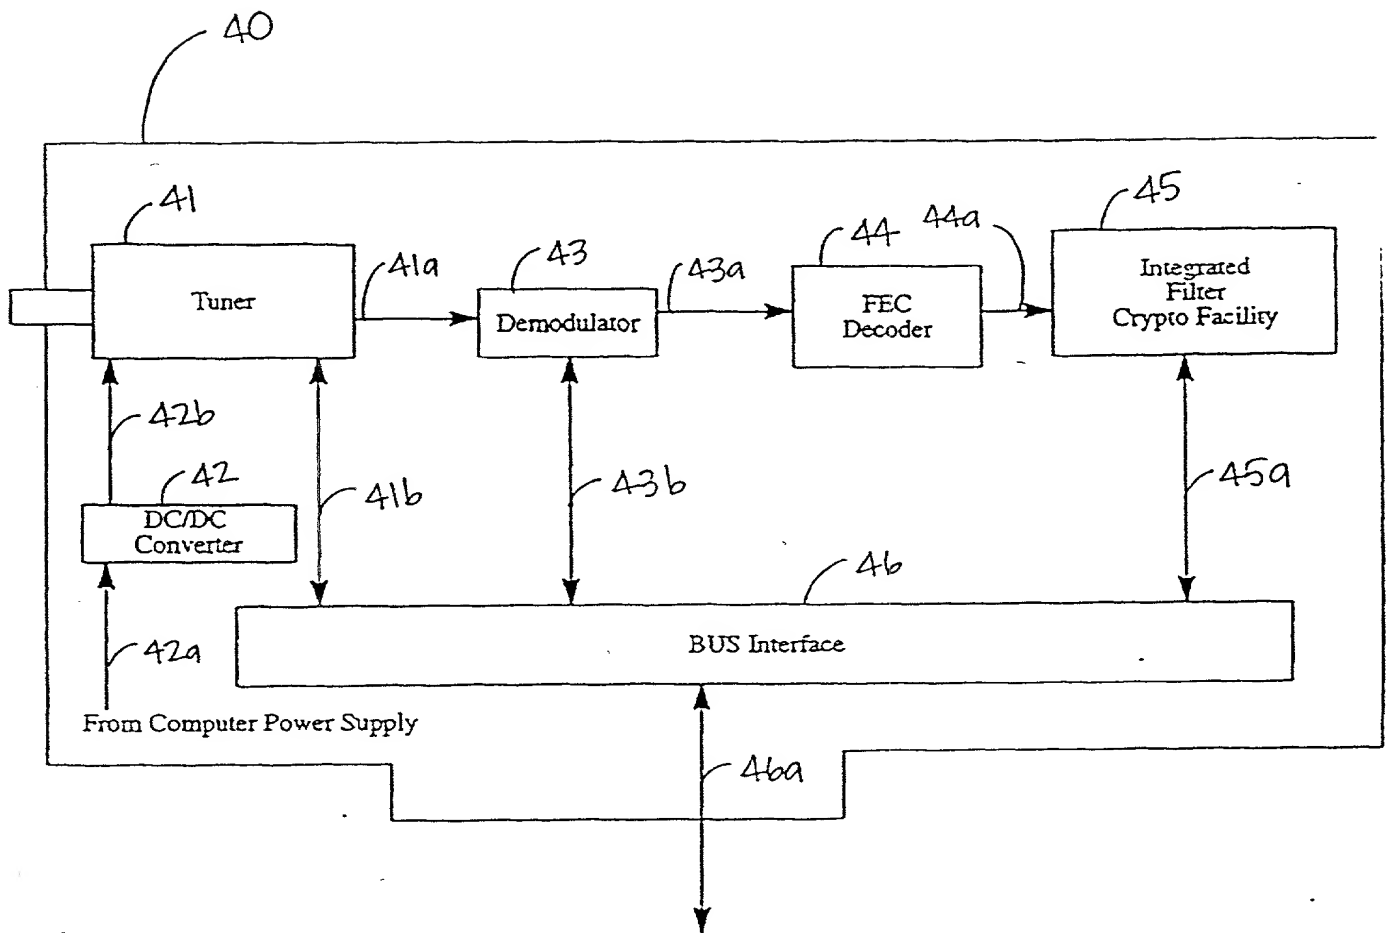 40
41
41a
43
43a
44
44a
45
Tuner
Demodulator
FEC
Decoder
Integrated
Filter
Crypto Facility
42b
42
41b
43b
45a
DC/DC
Converter
46
42a
BUS Interface
From Computer Power Supply
46a